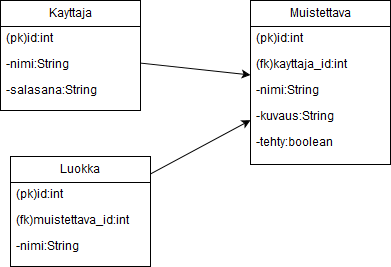 Kayttaja
(pk)id:int
-nimi:String
-salasana:String
Muistettava
(pk)id:int
(fk)kayttaja_id:int
-nimi:String
-kuvaus:String
-tehty:boolean
Luokka
(pk)id:int
(fk)muistettava_id:int
-nimi:String